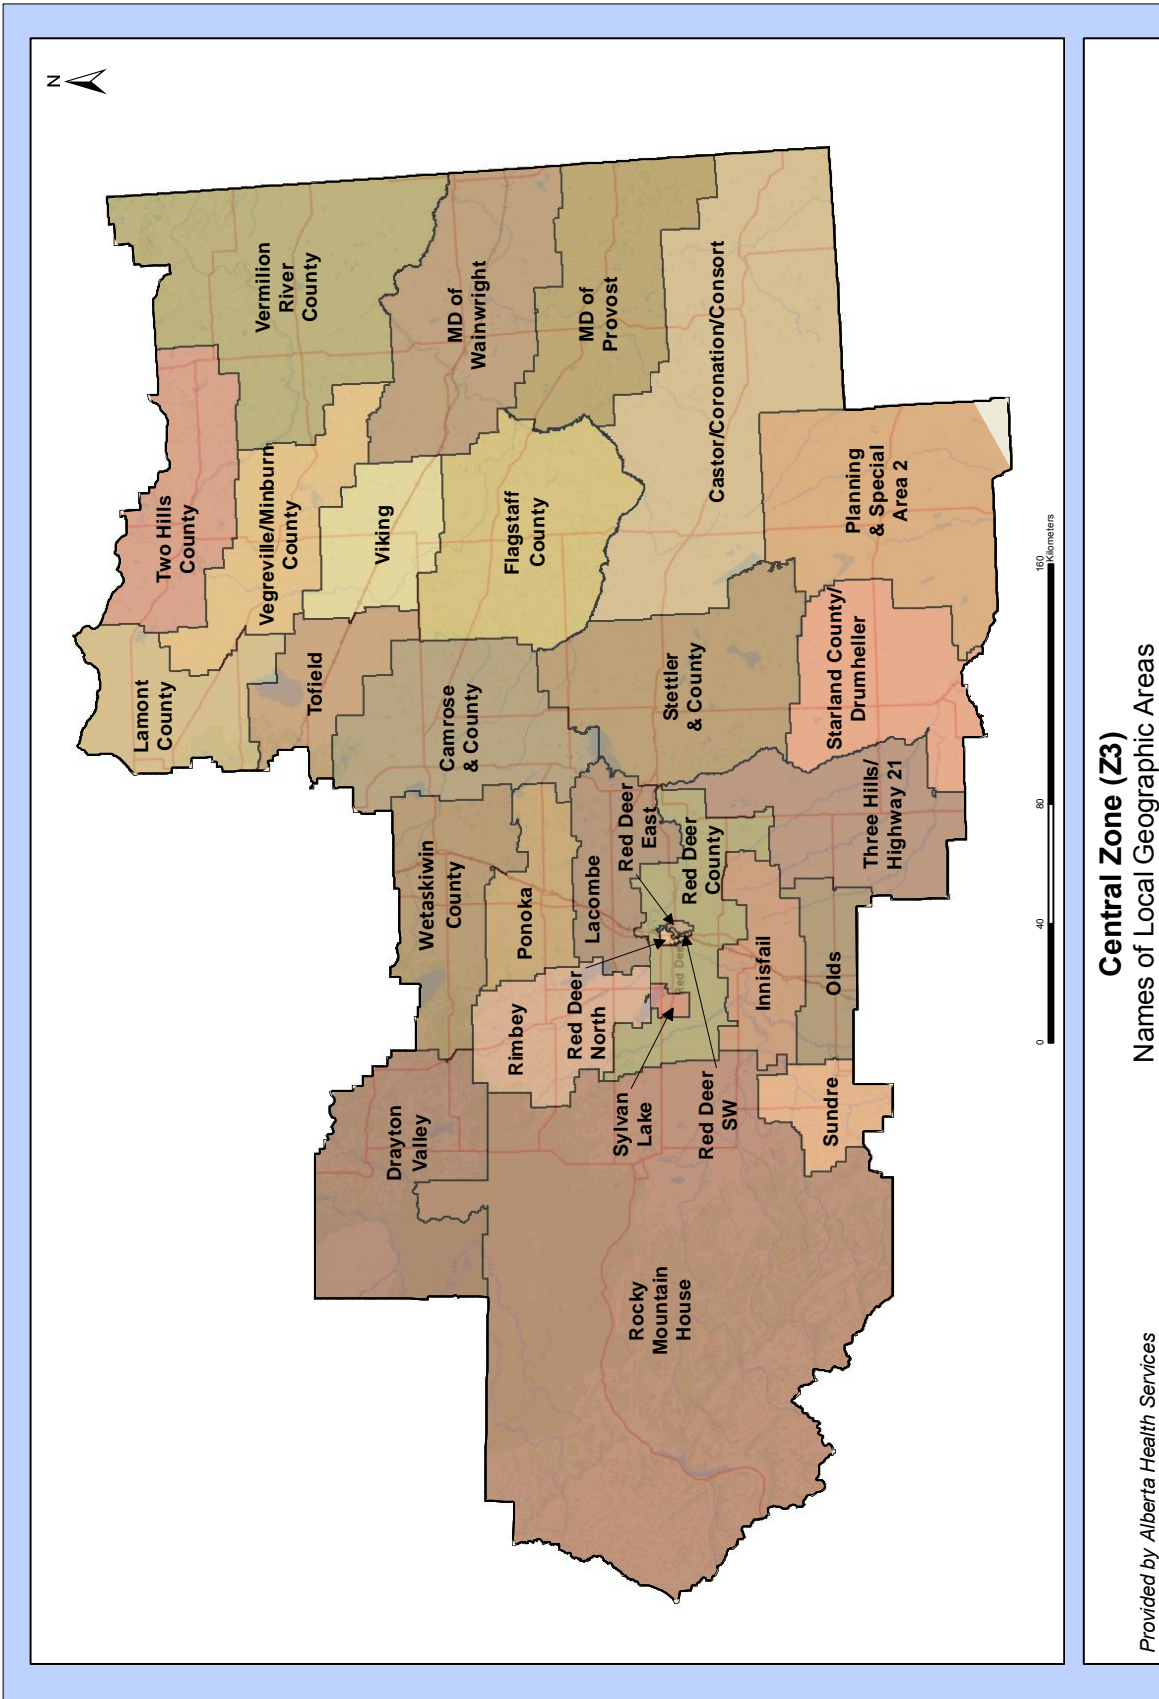 N
Lamont
County
Two Hills
County
Vermilion
River
County
Vegreville/Minburn
County
Tofield
Viking
MD of
Wainwright
Camrose
& County
Flagstaff
County
MD of
Provost
Drayton
Valley
Wetaskiwin
County
Ponoka
Rimbey
Lacombe
Red Deer
North
Red Deer
East
Red Deer
County
Red Deer
Sylvan
Lake
Red Deer
SW
Stettler
& County
Castor/Coronation/Consort
Rocky
Mountain
House
Innisfail
Sundre
Olds
Three Hills/
Highway 21
Starland County/
Drumheller
Planning
& Special
Area 2
0 40 80 160
Kilometers
Central Zone (Z3)
Names of Local Geographic Areas
Provided by Alberta Health Services